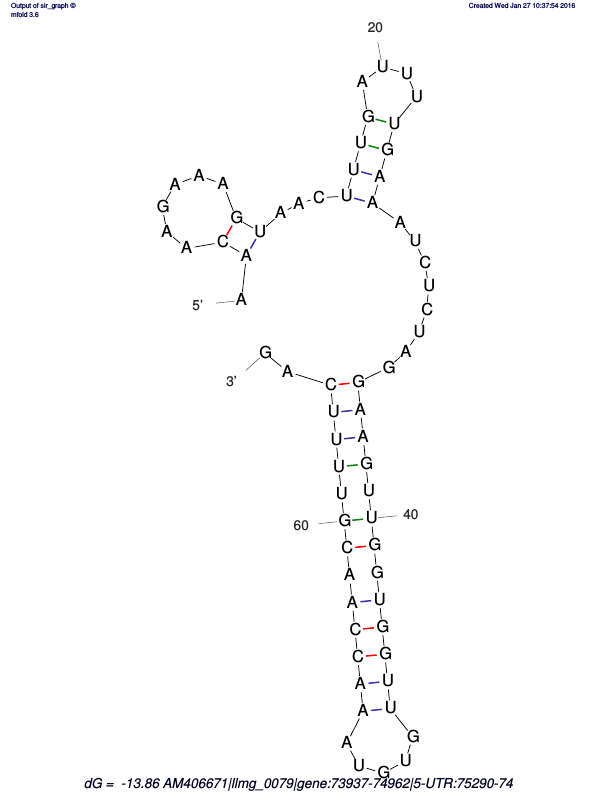 Output of sir_graph ©
mfold 3.6
Created Wed Jan 27 10:37:54 2016
20
5'
A A C A A G A A A G U A A C U U U G A U U U U G A A A U C U C U A G G A A G U U G G U G G U U G U G U A A A C C A A C G U U U U C A G
3'
40
60
dG = -13.86 AM406671|llmg_0079|gene:73937-74962|5-UTR:75290-74